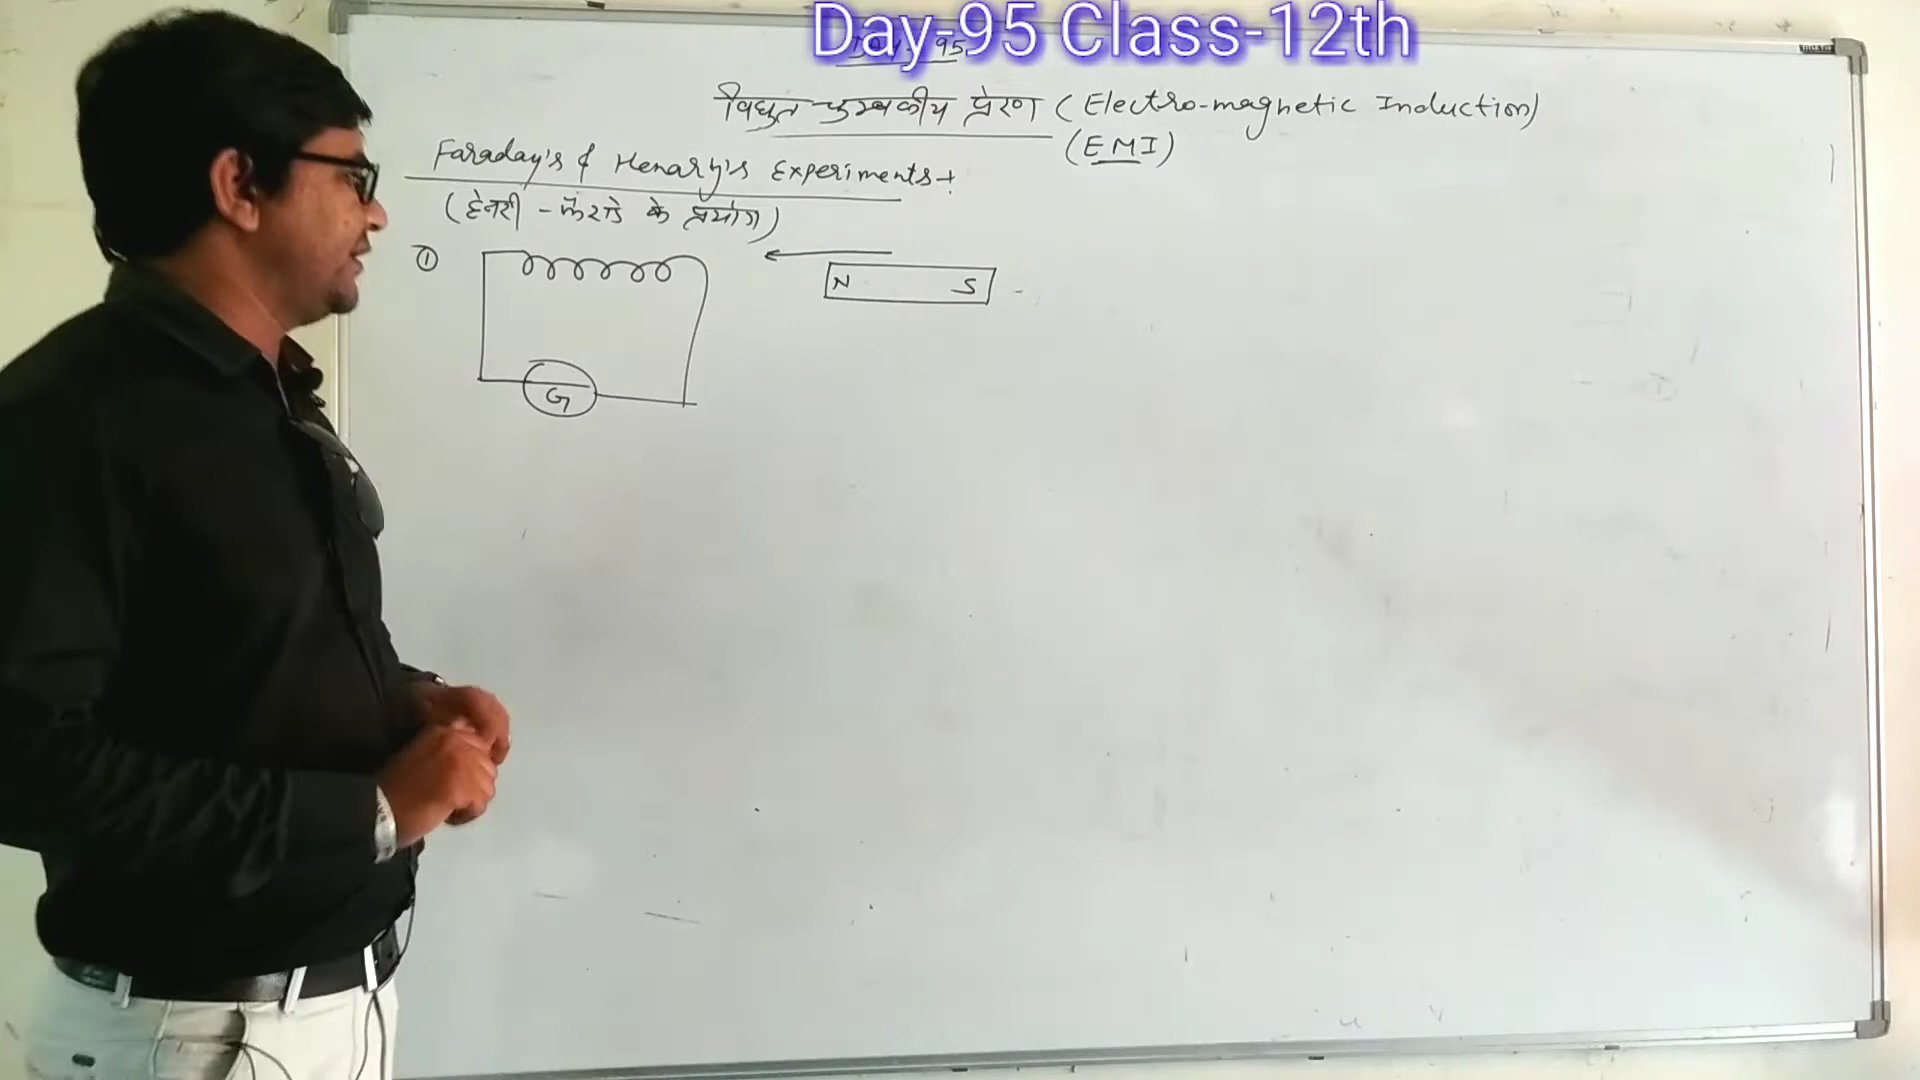 Day-95 Class-12th
विधुत चुम्बकीय प्रेरण (Electro-magnetic Induction)
(EMI)
Faraday's & Henary's Experiments →
(हेनरी - फैराडे के प्रयोग)
①
N S
G